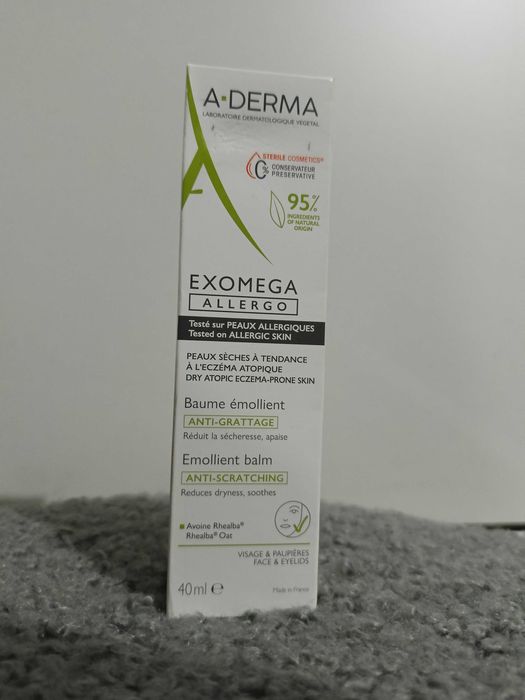 A·DERMA
LABORATOIRE DERMATOLOGIQUE VÉGÉTAL
STERILE COSMETICS®
0% CONSERVATEUR
PRESERVATIVE
95%
INGREDIENTS
OF NATURAL
ORIGIN
EXOMEGA
ALLERGO
Testé sur PEAUX ALLERGIQUES
Tested on ALLERGIC SKIN
PEAUX SÈCHES À TENDANCE
À L'ECZÉMA ATOPIQUE
DRY ATOPIC ECZEMA-PRONE SKIN
Baume émollient
ANTI-GRATTAGE
Réduit la sécheresse, apaise
Emollient balm
ANTI-SCRATCHING
Reduces dryness, soothes
Avoine Rhealba®
Rhealba® Oat
VISAGE & PAUPIÈRES
FACE & EYELIDS
40ml ℮
Made in France